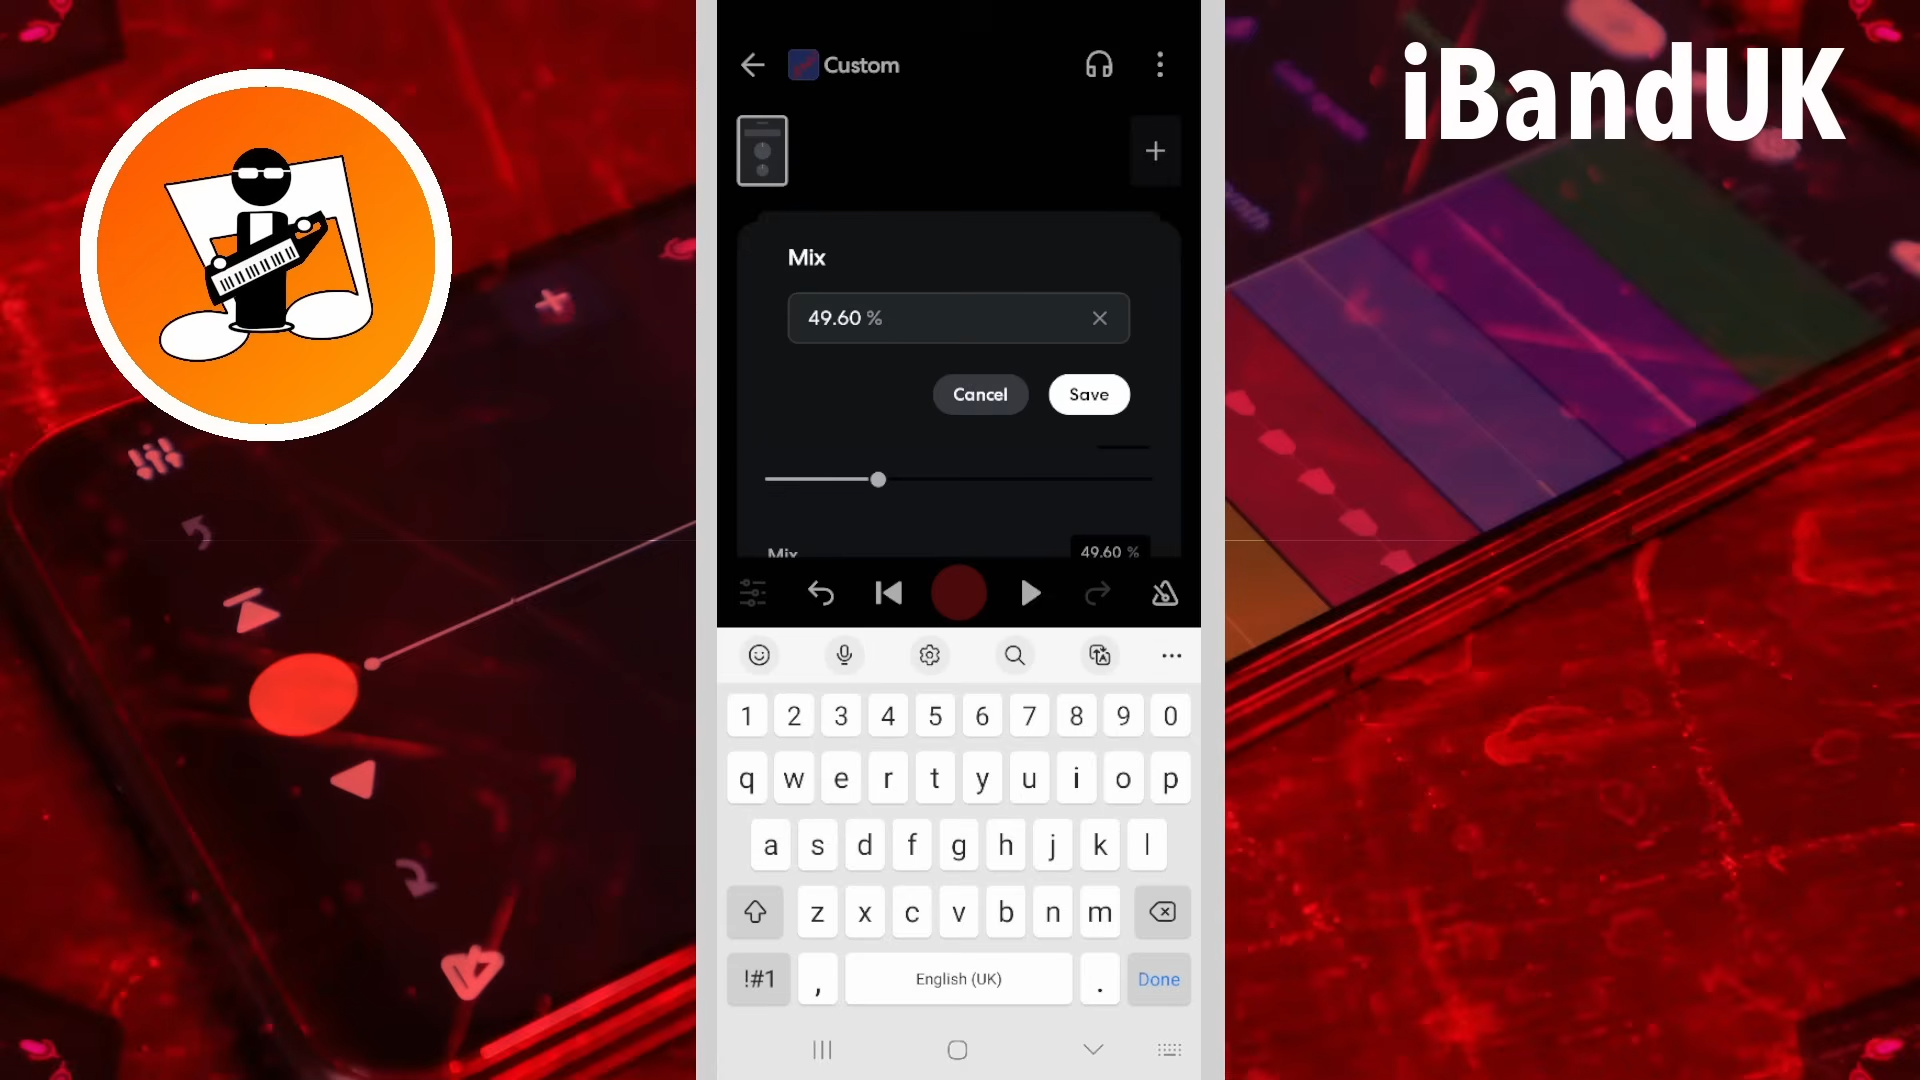 iBandUK
Custom
Mix
49.60 %
Cancel
Save
Mix
49.60 %
1 2 3 4 5 6 7 8 9 0
q w e r t y u i o p
a s d f g h j k l
z x c v b n m
!#1 , English (UK) . Done